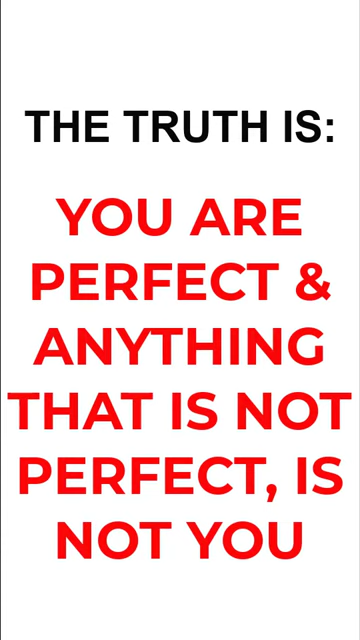 THE TRUTH IS:
YOU ARE
PERFECT &
ANYTHING
THAT IS NOT
PERFECT, IS
NOT YOU